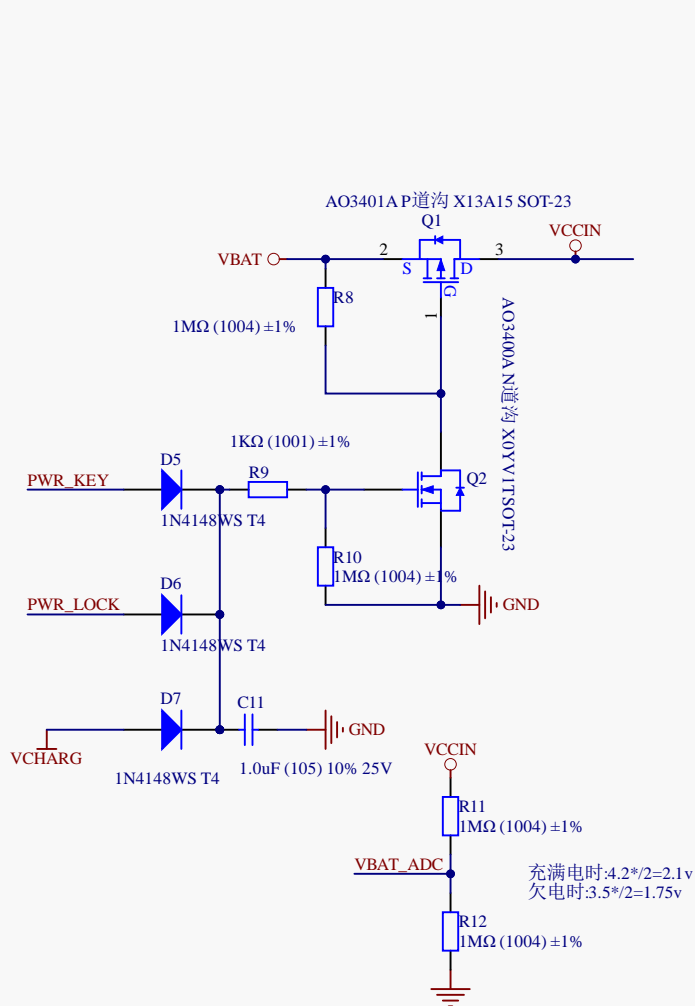 AO3401A P道沟 X13A15 SOT-23
Q1
VCCIN
VBAT
2
3
S
D
G
1
R8
1MΩ (1004) ±1%
AO3400A N道沟 X0YV1TSOT-23
1KΩ (1001) ±1%
D5
R9
PWR_KEY
Q2
1N4148WS T4
R10
1MΩ (1004) ±1%
D6
PWR_LOCK
GND
1N4148WS T4
D7
C11
GND
VCHARG
1.0uF (105) 10% 25V
1N4148WS T4
VCCIN
R11
1MΩ (1004) ±1%
VBAT_ADC
充满电时:4.2*/2=2.1v
欠电时:3.5*/2=1.75v
R12
1MΩ (1004) ±1%